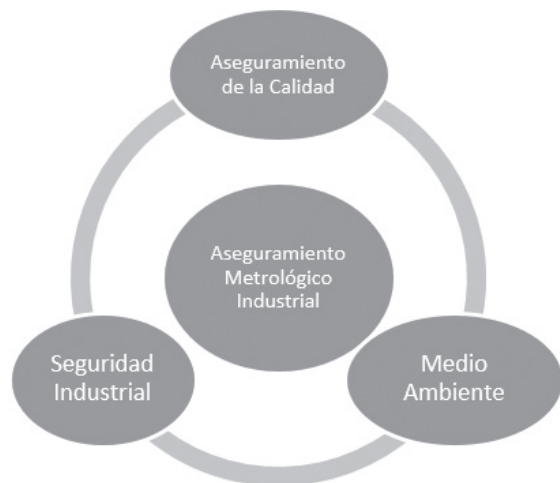 Aseguramiento
de la Calidad
Aseguramiento
Metrológico
Industrial
Seguridad
Industrial
Medio
Ambiente